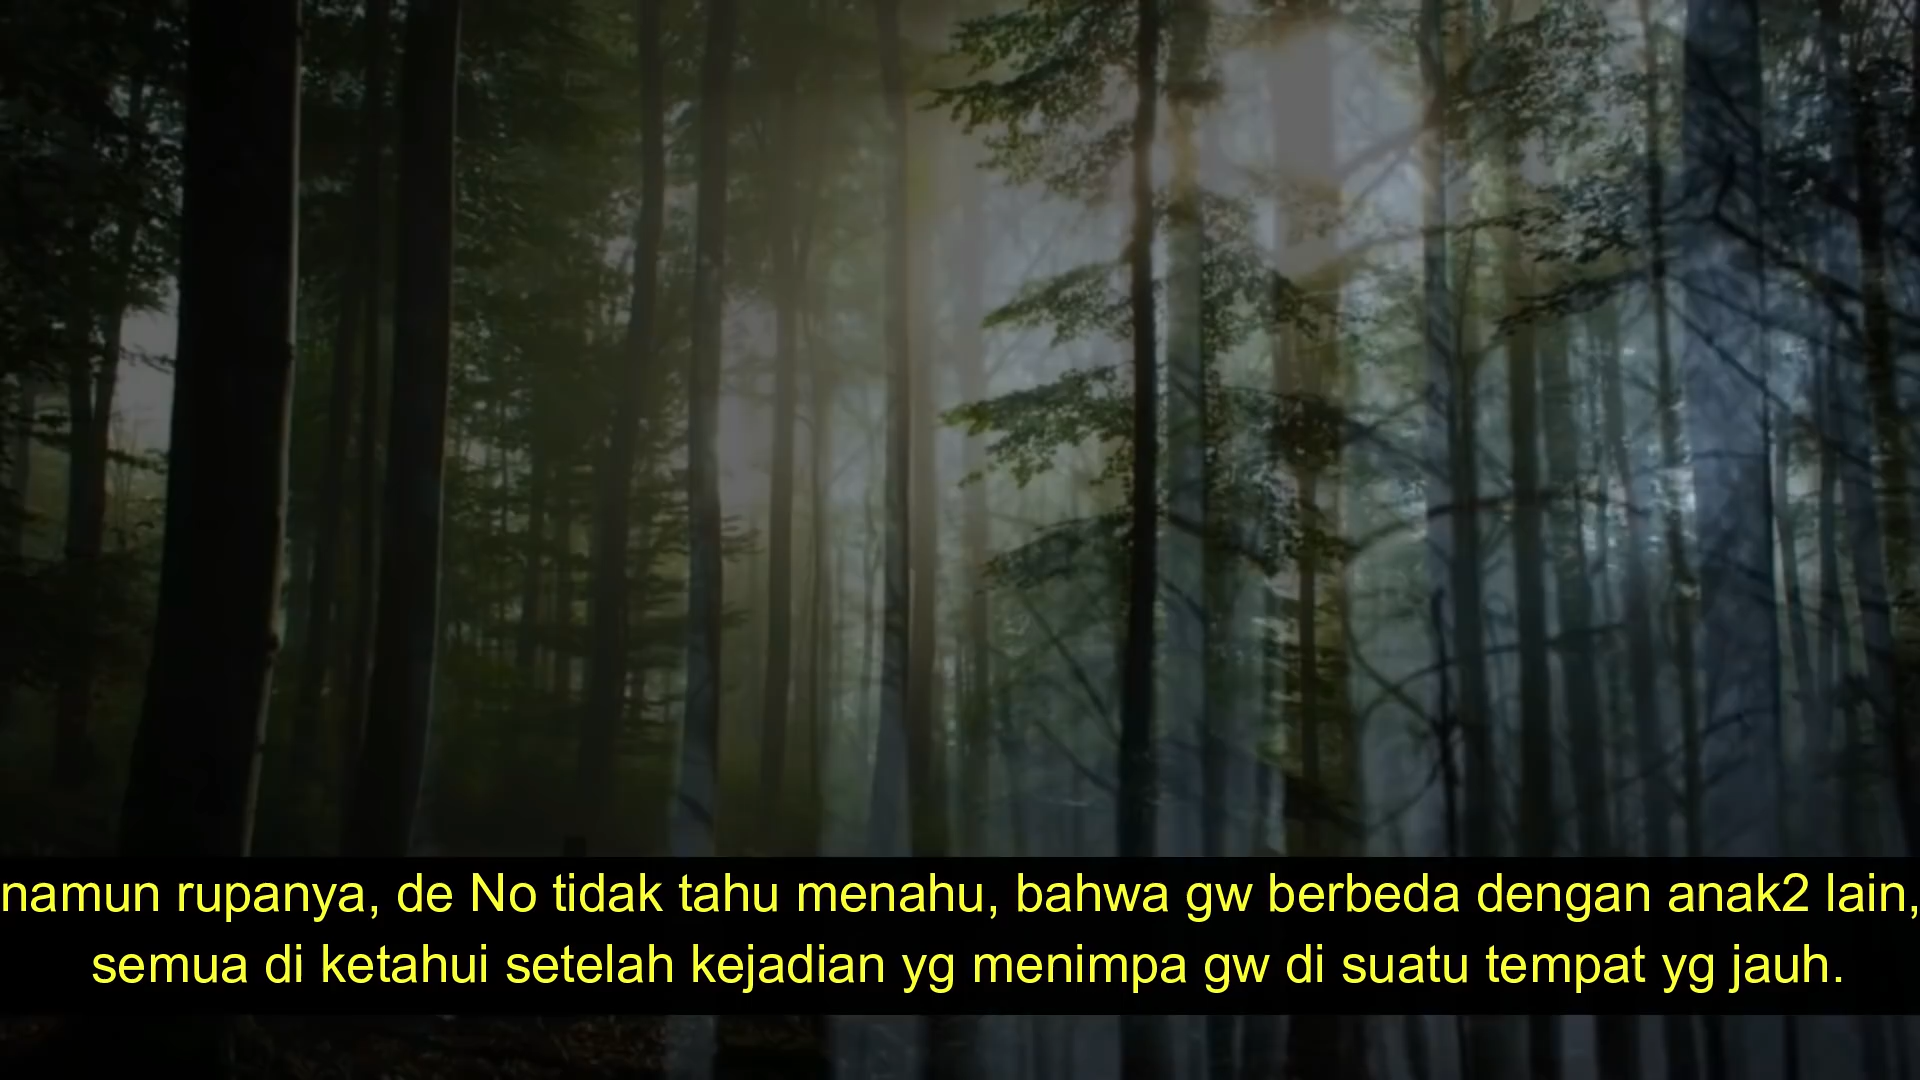 namun rupanya, de No tidak tahu menahu, bahwa gw berbeda dengan anak2 lain,
semua di ketahui setelah kejadian yg menimpa gw di suatu tempat yg jauh.